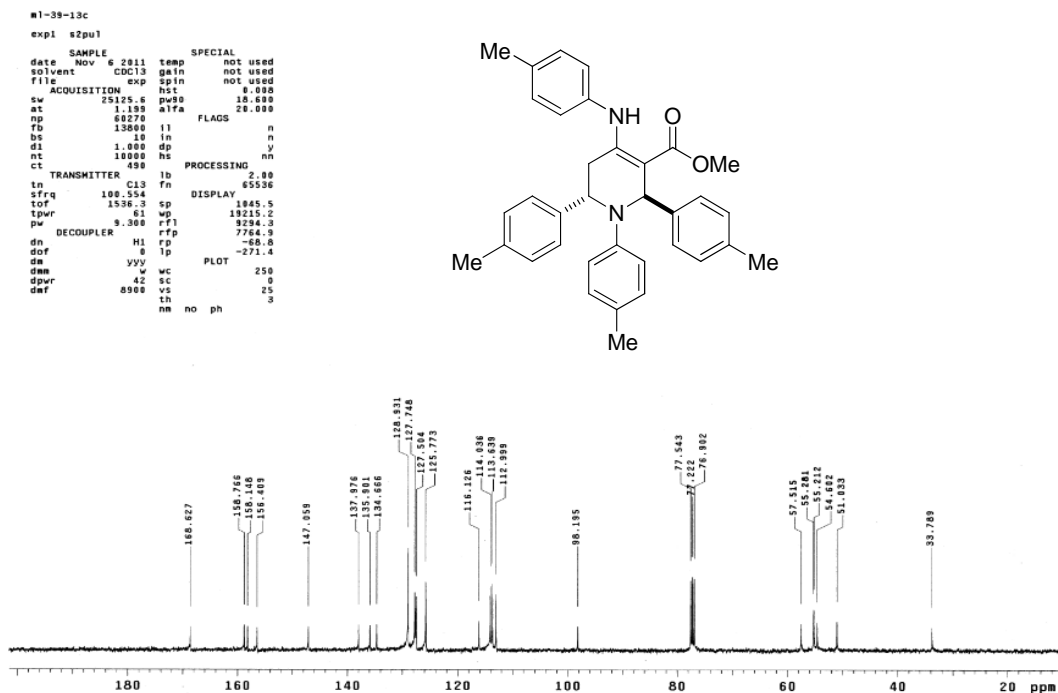 ml-39-13c
exp1 s2pul
SAMPLE SPECIAL
date Nov 6 2011 temp not used
solvent CDCl3 gain not used
file exp spin not used
ACQUISITION hst 0.008
sw 25125.6 pw90 18.600
at 1.199 alfa 20.000
np 60270 FLAGS
fb 13800 il n
bs 10 in n
d1 1.000 dp y
nt 10000 hs nn
ct 490 PROCESSING
TRANSMITTER lb 2.00
tn C13 fn 65536
sfrq 100.554 DISPLAY
tof 1536.3 sp 1045.5
tpwr 61 wp 19215.2
pw 9.300 rfl 9294.3
DECOUPLER rfp 7764.9
dn H1 rp -68.8
dof 0 lp -271.4
dm yyy PLOT
dmm w wc 250
dpwr 42 sc 0
dmf 8900 vs 25
th 3
nm no ph
Me
NH
O
OMe
N
Me
Me
Me
168.627
158.766
158.148
156.409
147.059
137.976
135.901
134.666
128.931
127.748
127.504
125.773
116.126
114.036
113.639
112.999
98.195
77.543
77.222
76.902
57.515
55.281
55.212
54.602
51.033
33.789
180 160 140 120 100 80 60 40 20 ppm